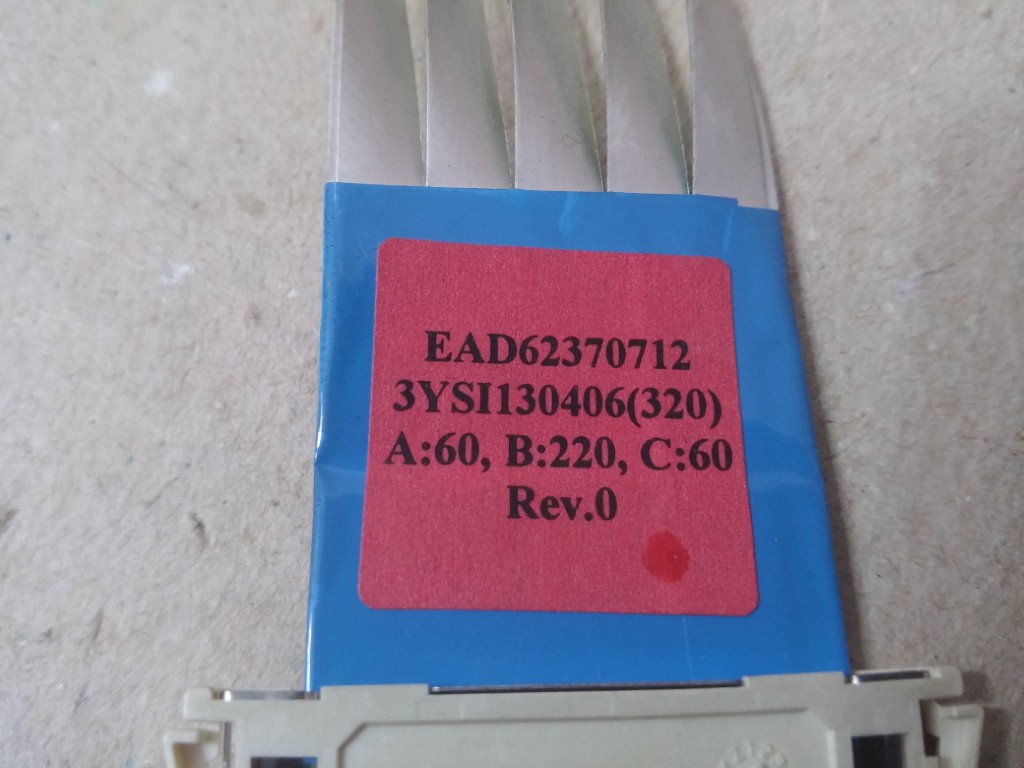 EAD62370712
3YSI130406(320)
A:60, B:220, C:60
Rev.0